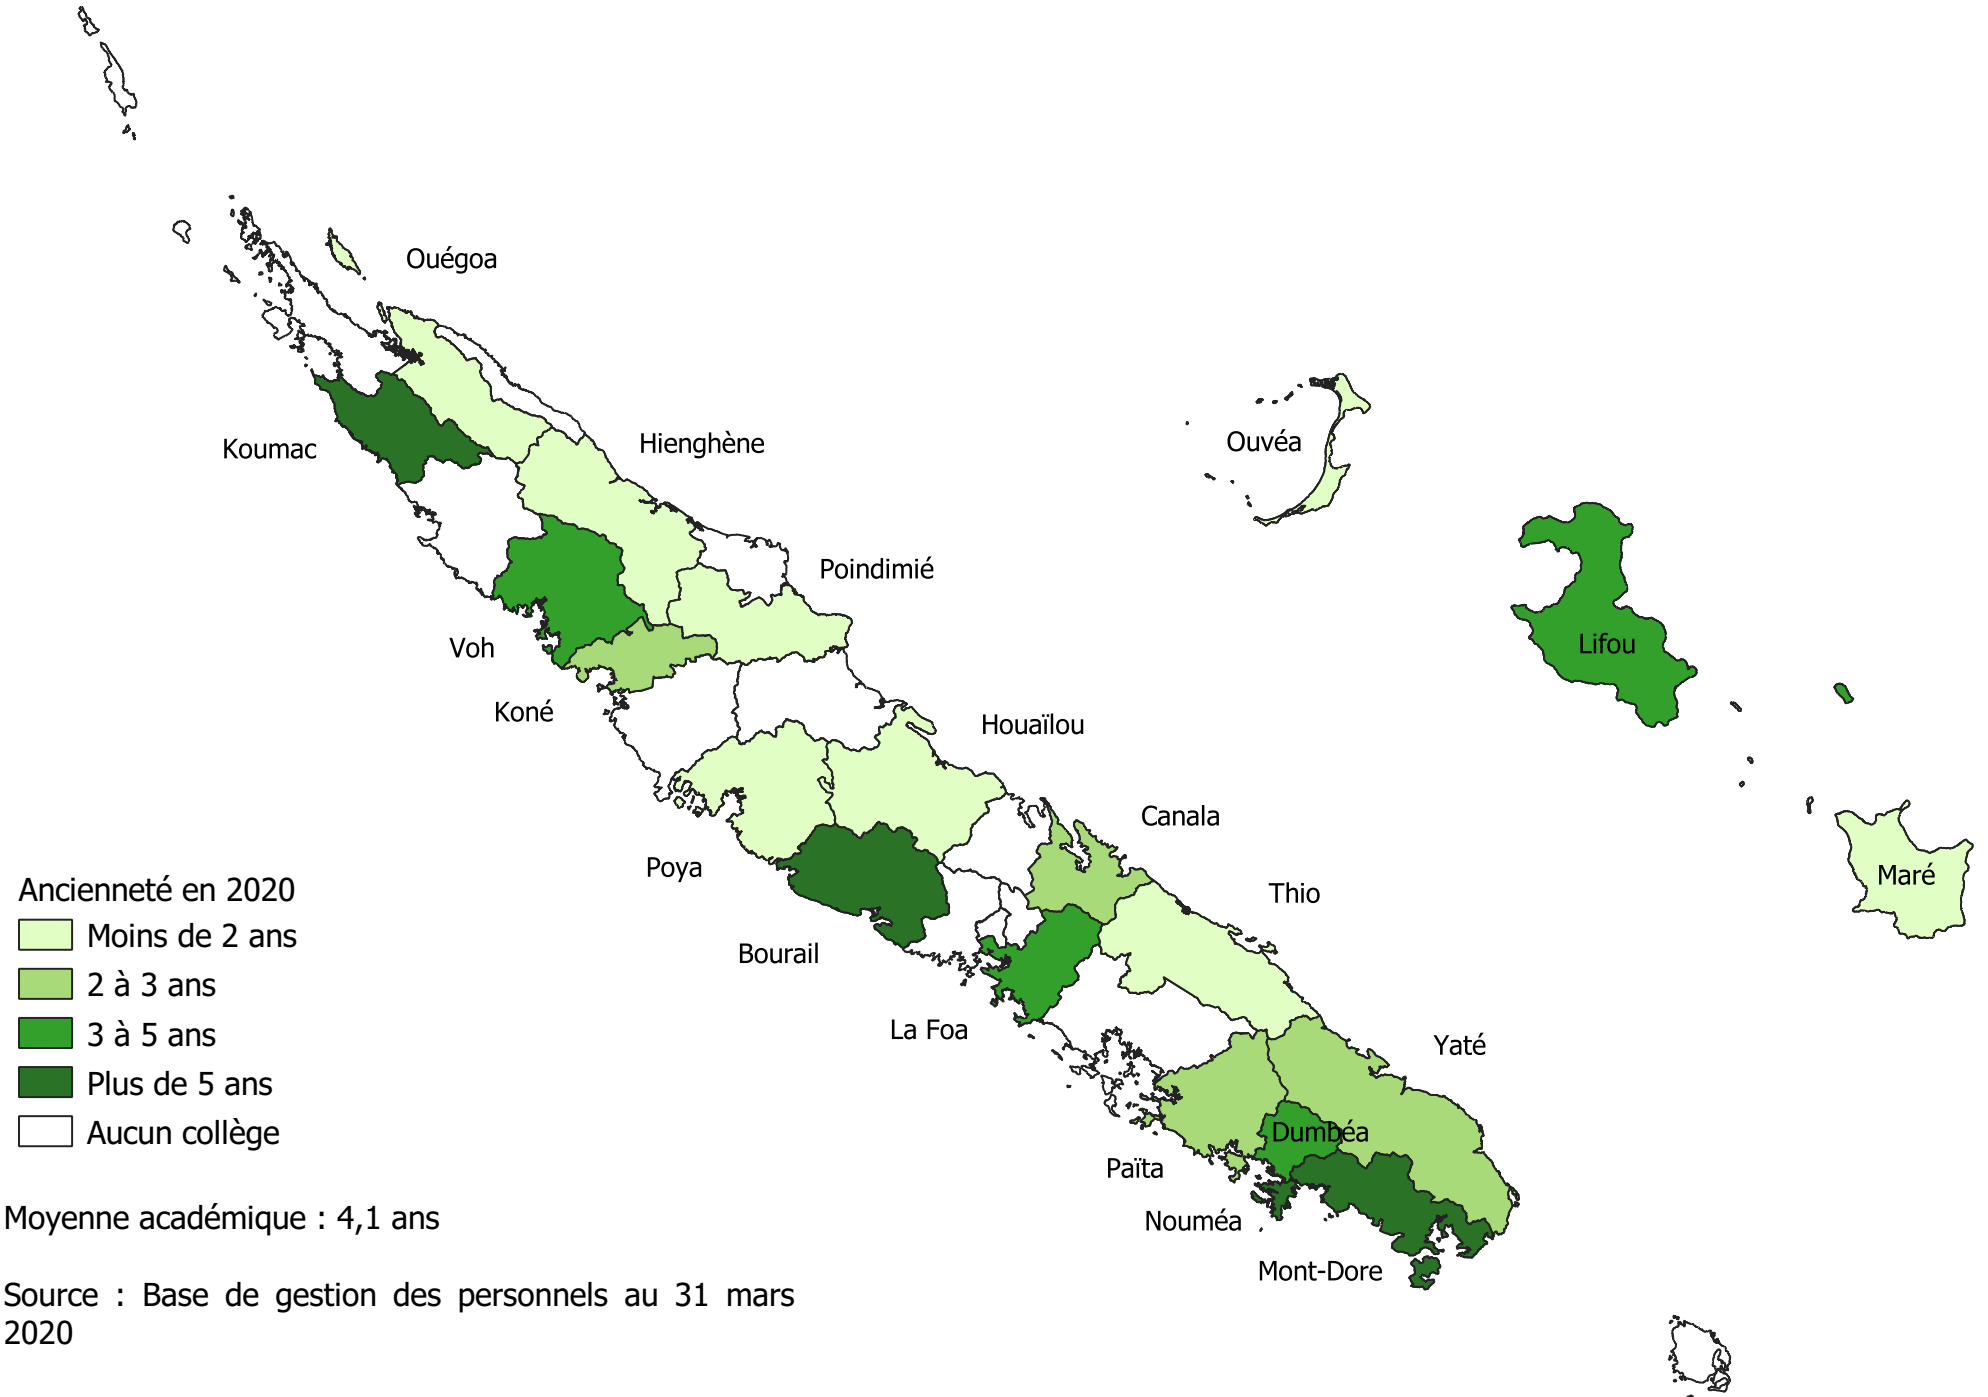 Ouégoa
Koumac
Hienghène
Ouvéa
Poindimié
Voh
Lifou
Koné
Houaïlou
Canala
Poya
Maré
Thio
Bourail
La Foa
Yaté
Dumbéa
Païta
Nouméa
Mont-Dore
Ancienneté en 2020
Moins de 2 ans
2 à 3 ans
3 à 5 ans
Plus de 5 ans
Aucun collège
Moyenne académique : 4,1 ans
Source : Base de gestion des personnels au 31 mars
2020